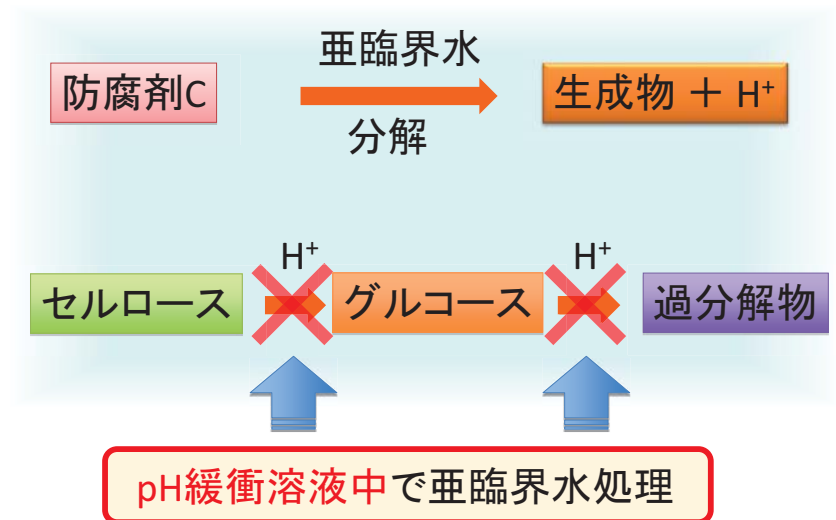 亜臨界水
防腐剤C
生成物 + H⁺
分解
H⁺ H⁺
セルロース グルコース 過分解物
pH緩衝溶液中で亜臨界水処理